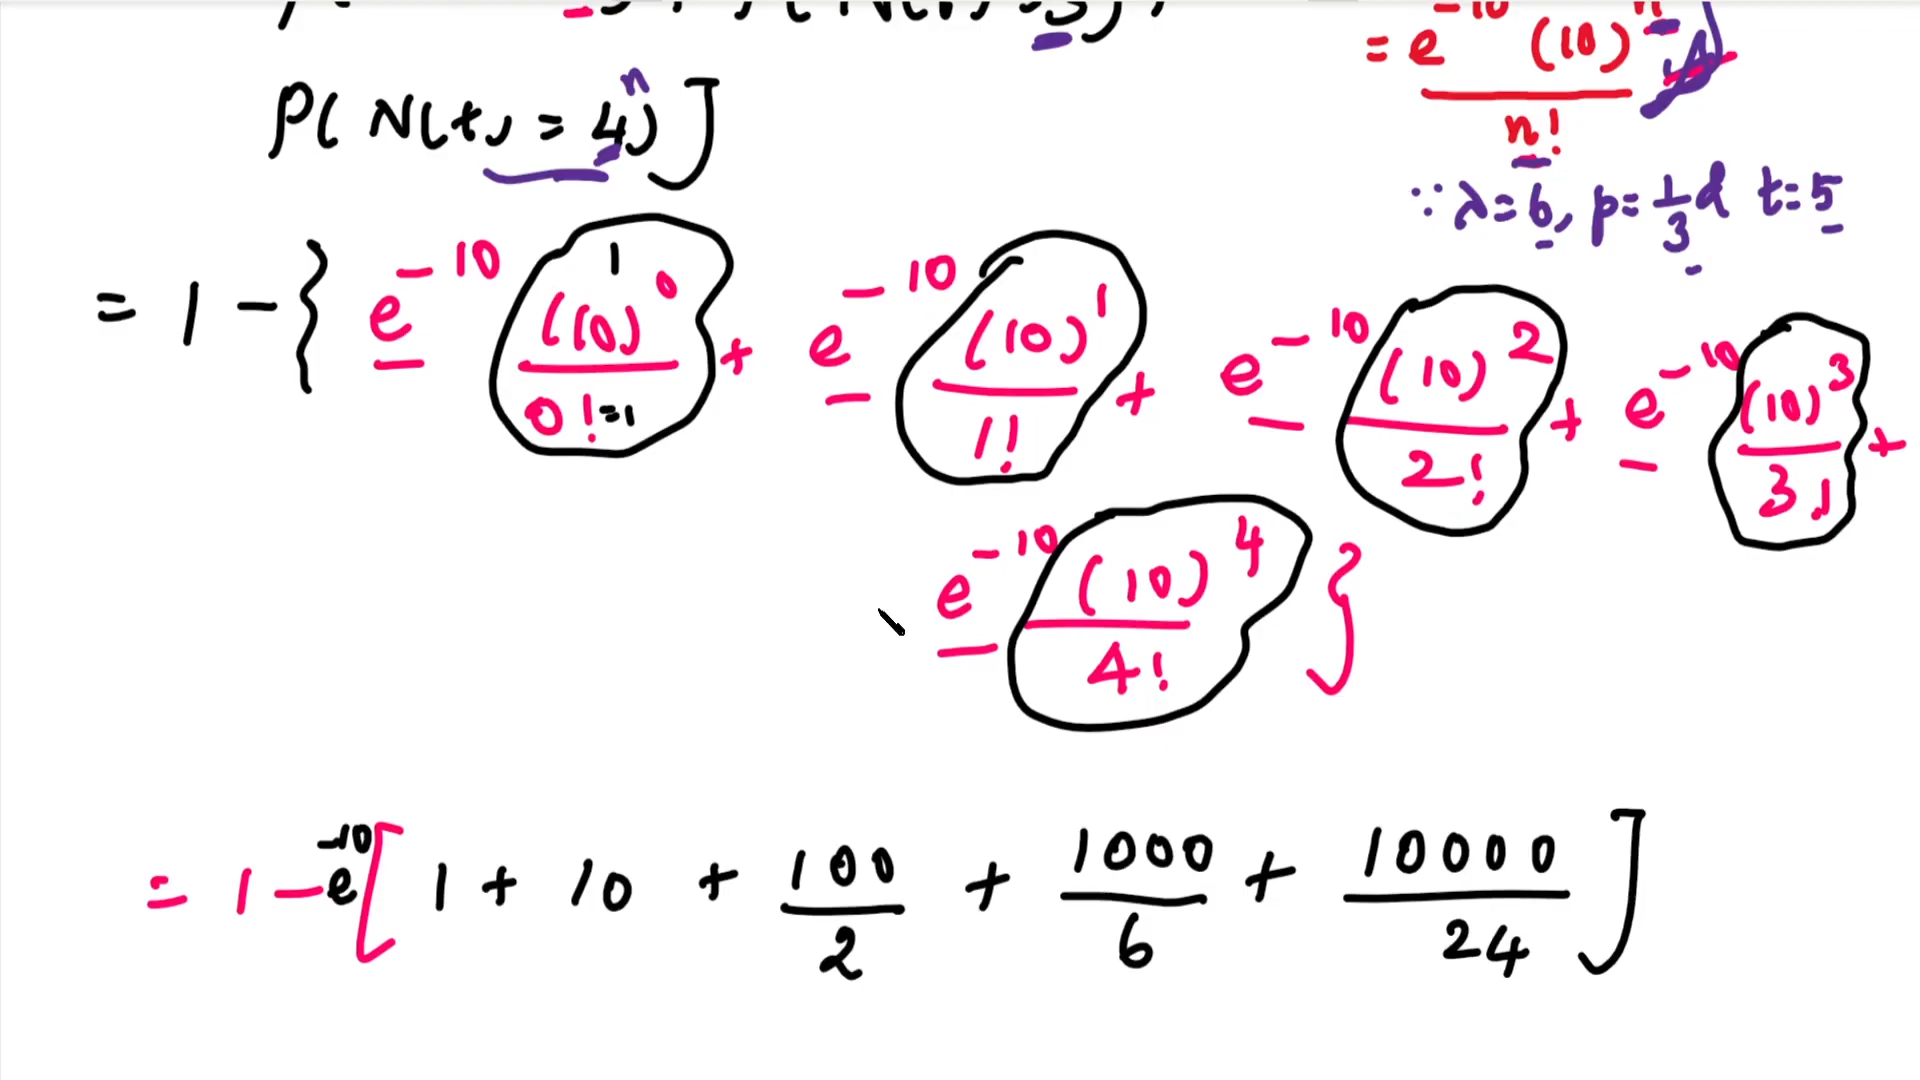 = e^{-10} (10)^n
n!
P( N(t) = 4^n) ]
∵ λ=6, p=1/3 & t=5
= 1 - { e^{-10} (10)^0 / 0! =1 1 + e^{-10} (10)^1 / 1! + e^{-10} (10)^2 / 2! + e^{-10} (10)^3 / 3! +
e^{-10} (10)^4 / 4! }
= 1 - e^{-10} [ 1 + 10 + 100/2 + 1000/6 + 10000/24 ]